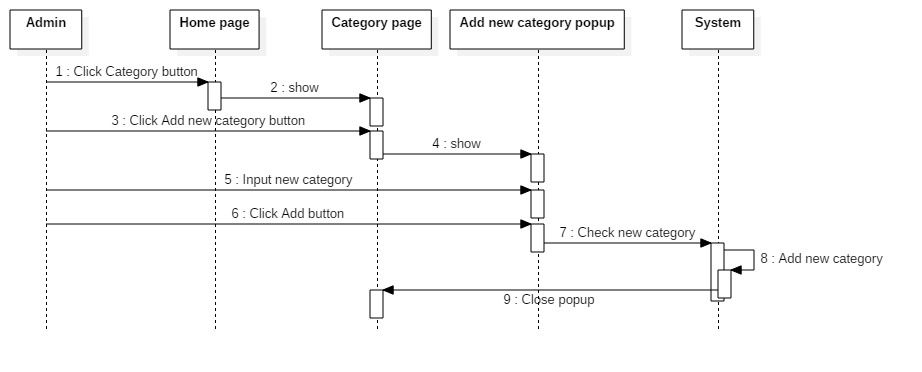 Admin
Home page
Category page
Add new category popup
System
1 : Click Category button
2 : show
3 : Click Add new category button
4 : show
5 : Input new category
6 : Click Add button
7 : Check new category
8 : Add new category
9 : Close popup